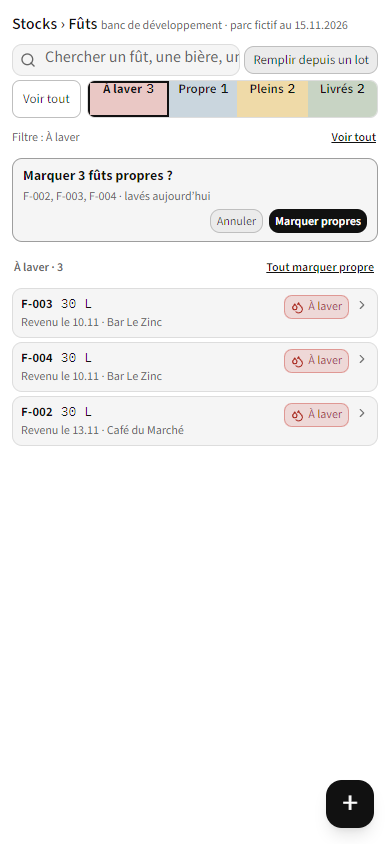 Stocks › Fûts banc de développement · parc fictif au 15.11.2026
Chercher un fût, une bière, ur
Remplir depuis un lot
Voir tout
À laver 3
Propre 1
Pleins 2
Livrés 2
Filtre : À laver
Voir tout
Marquer 3 fûts propres ?
F-002, F-003, F-004 · lavés aujourd'hui
Annuler
Marquer propres
À laver · 3
Tout marquer propre
F-003 30 L
À laver
Revenu le 10.11 · Bar Le Zinc
F-004 30 L
À laver
Revenu le 10.11 · Bar Le Zinc
F-002 30 L
À laver
Revenu le 13.11 · Café du Marché
+